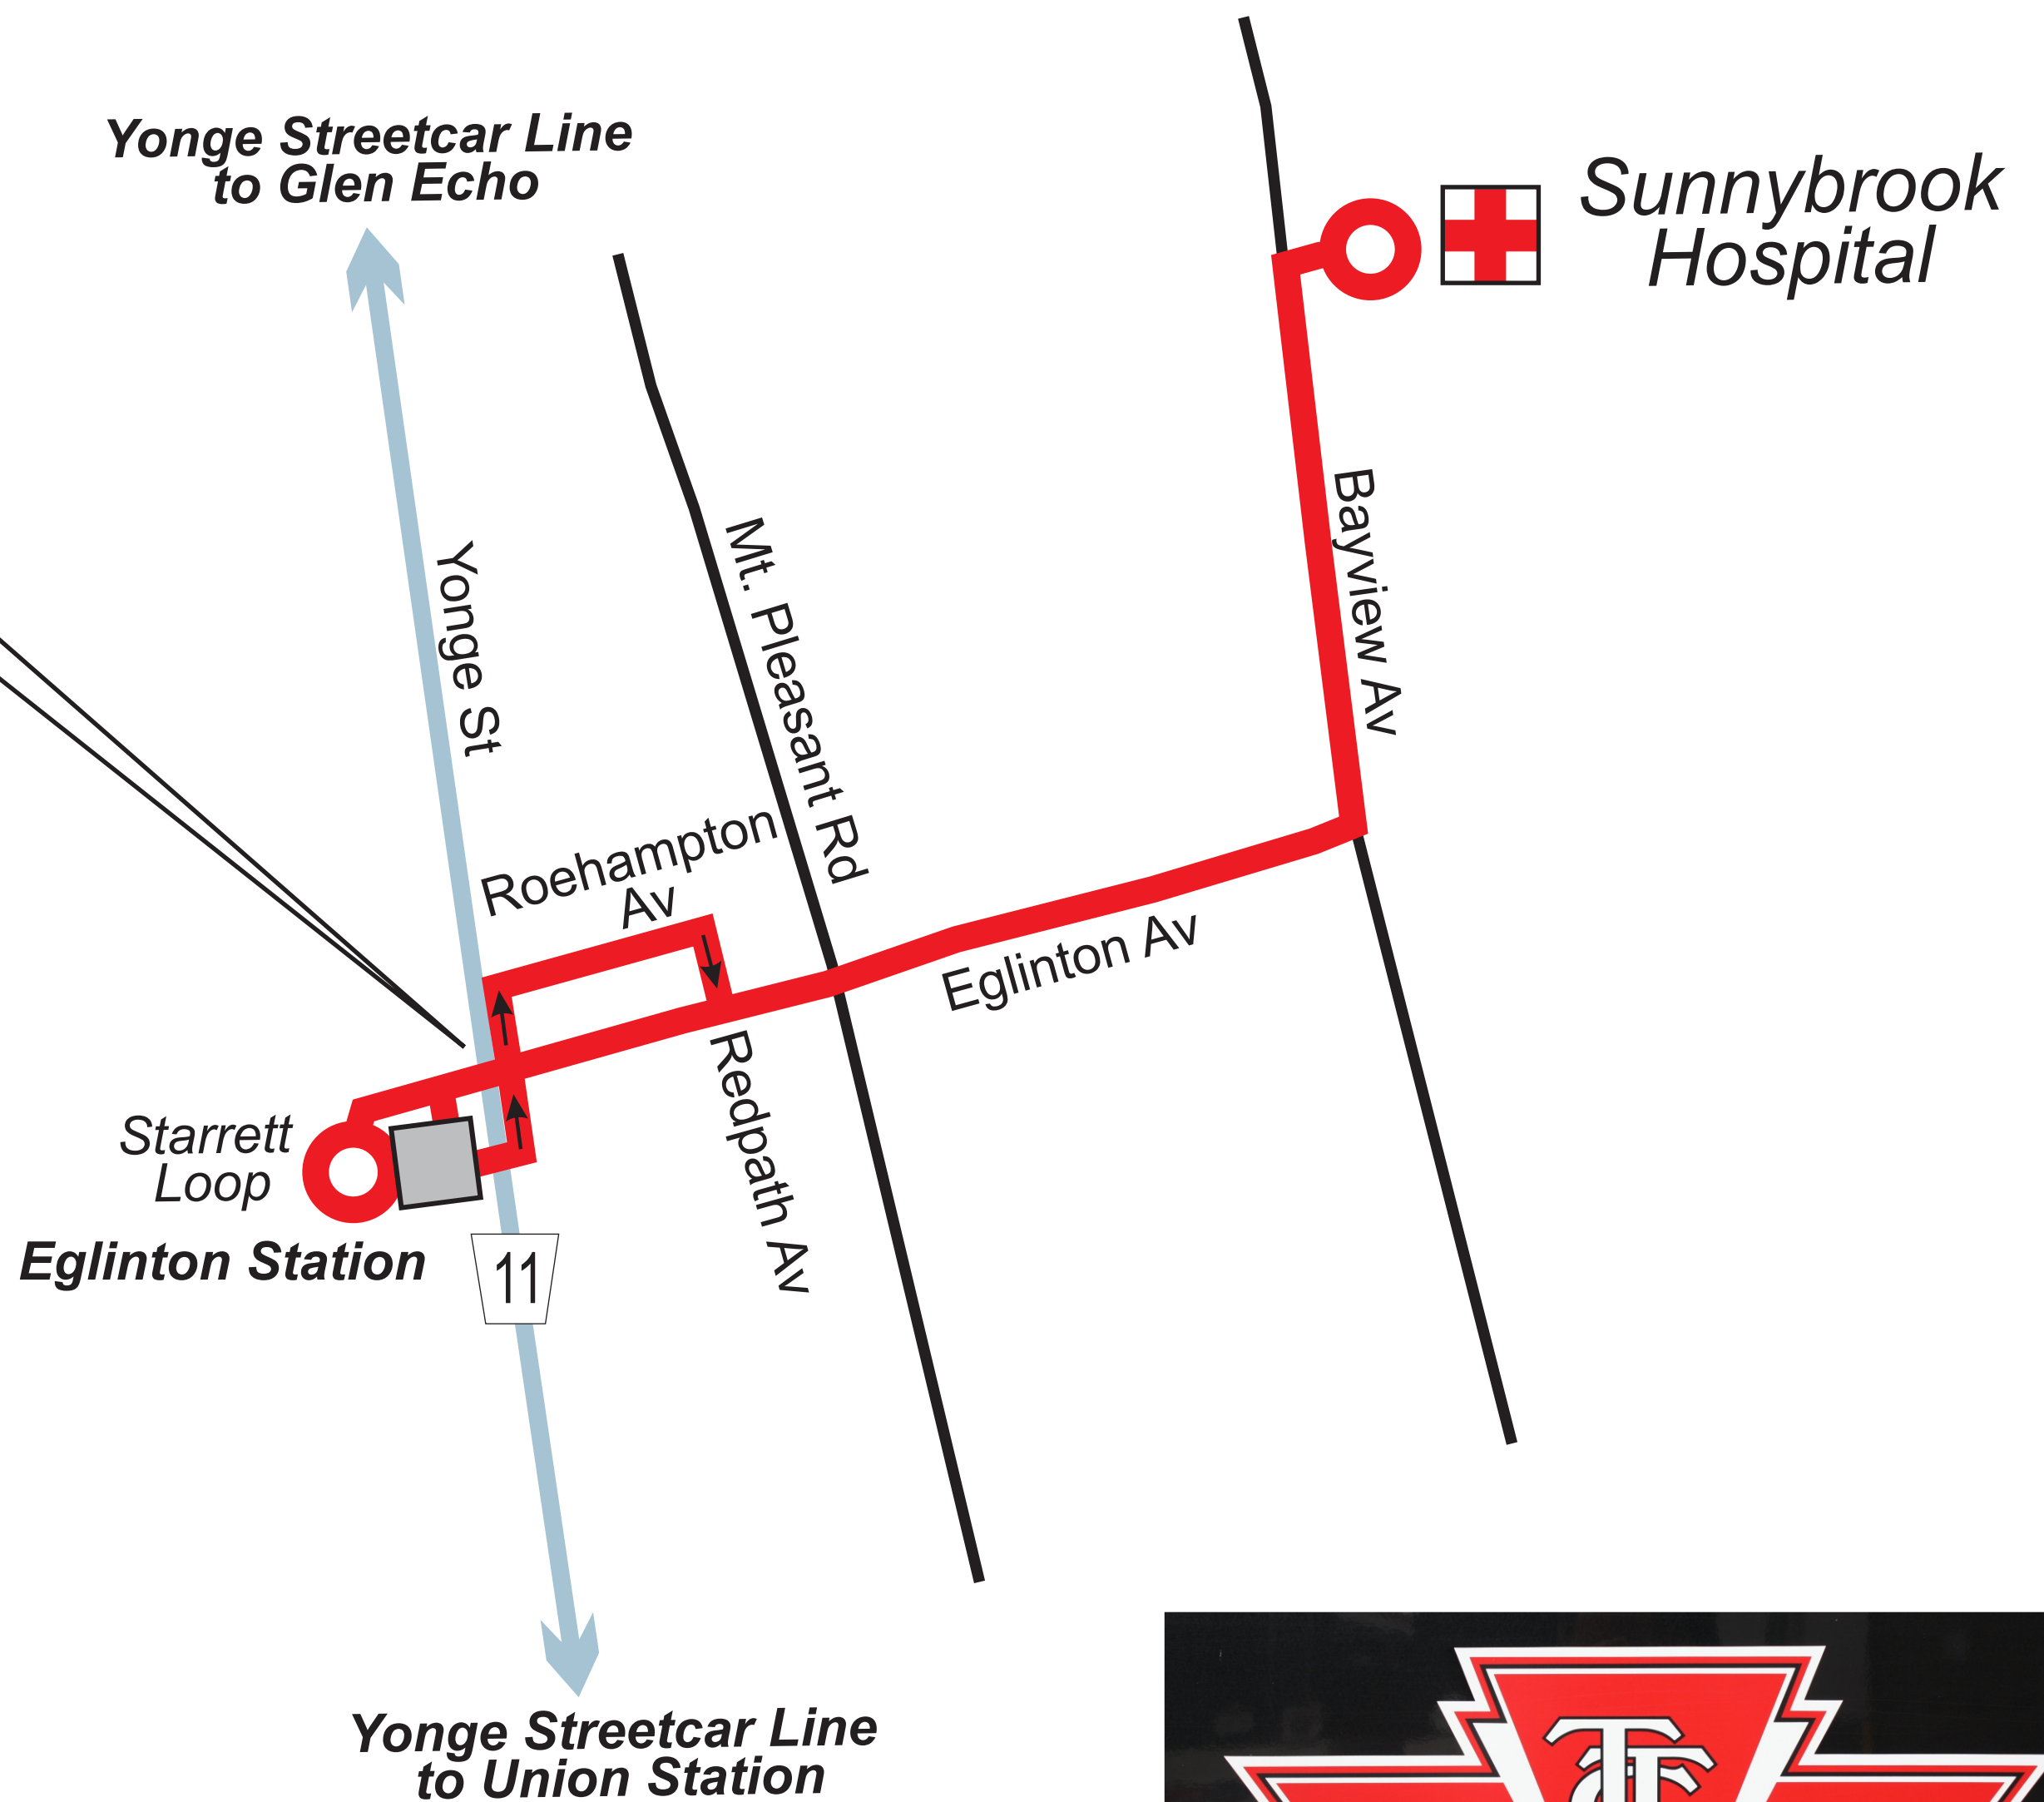 Yonge Streetcar Line
to Glen Echo
Sunnybrook
Hospital
Yonge St
Mt. Pleasant Rd
Bayview Av
Roehampton
Av
Eglinton Av
Redpath Av
Starrett
Loop
Eglinton Station
11
Yonge Streetcar Line
to Union Station
TTC